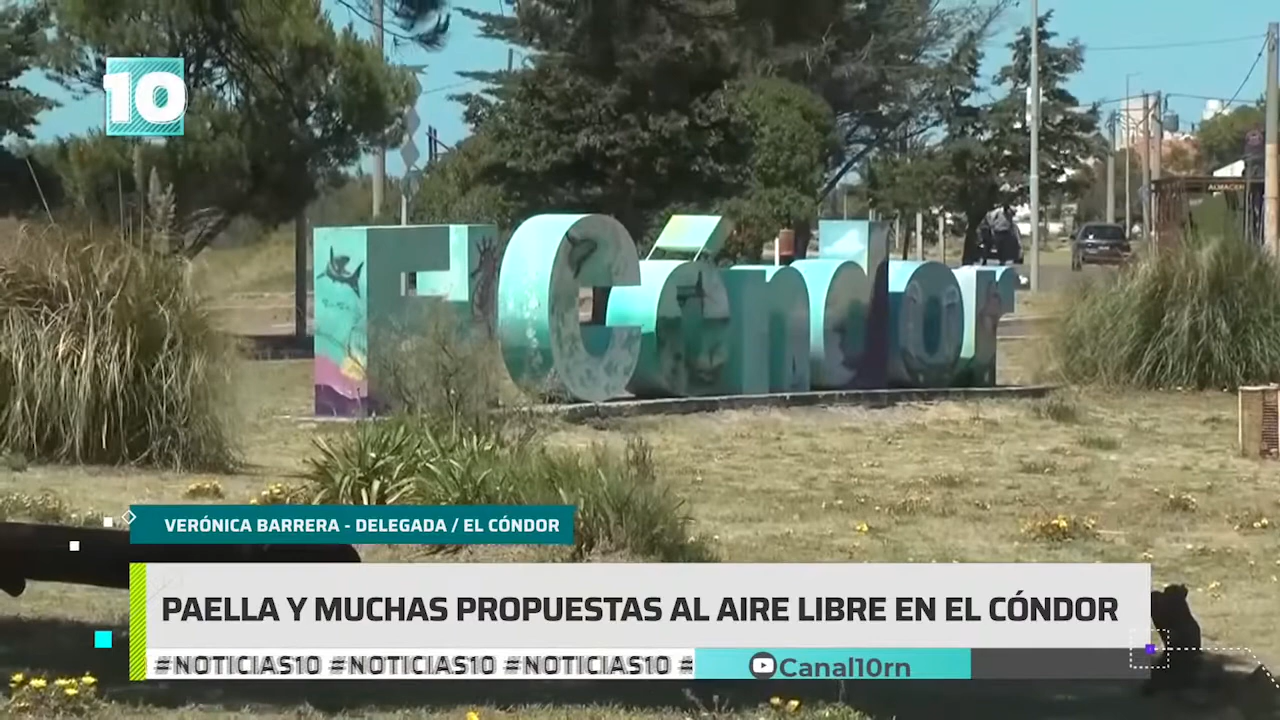 10
ALMACEN
El Cóndor
VERÓNICA BARRERA - DELEGADA / EL CÓNDOR
PAELLA Y MUCHAS PROPUESTAS AL AIRE LIBRE EN EL CÓNDOR
#NOTICIAS10 #NOTICIAS10 #NOTICIAS10 #
Canal10rn